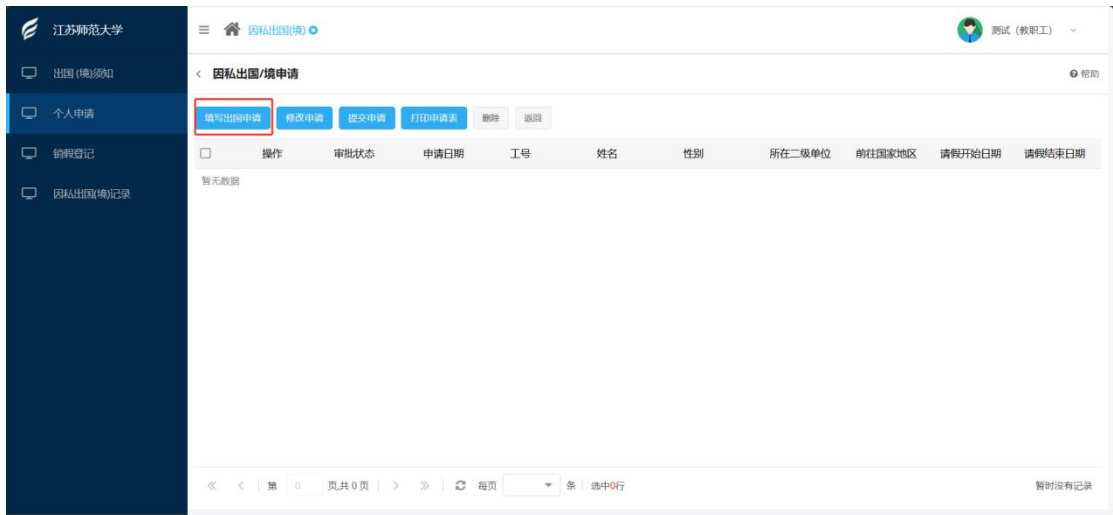 江苏师范大学
因私出国(境)
测试（教职工）
出国(境)须知
因私出国/境申请
帮助
个人申请
填写出国申请 修改申请 提交申请 打印申请表 删除 返回
销假登记
操作 审批状态 申请日期 工号 姓名 性别 所在二级单位 前往国家地区 请假开始日期 请假结束日期
暂无数据
因私出国(境)记录
第 0 页,共 0 页 每页 条 选中0行 暂时没有记录